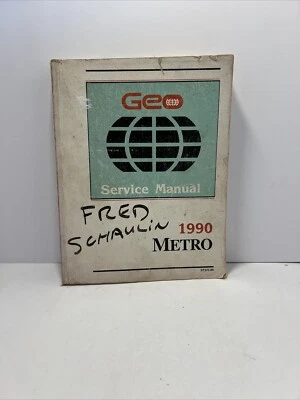 Geo
Service Manual
FRED
SCHAULIN
1990
METRO